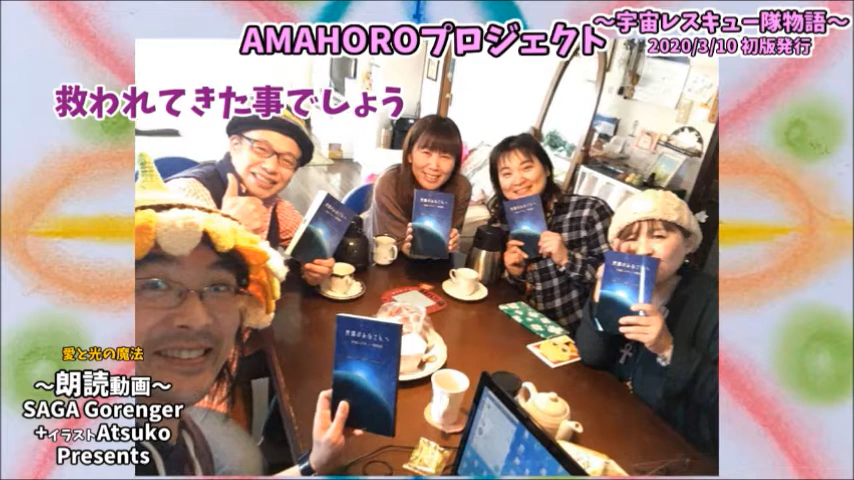 AMAHOROプロジェクト
～宇宙レスキュー隊物語～
2020/3/10 初版発行
救われてきた事でしょう
愛と光の魔法
～朗読動画～
SAGA Gorenger
+イラストAtsuko
Presents